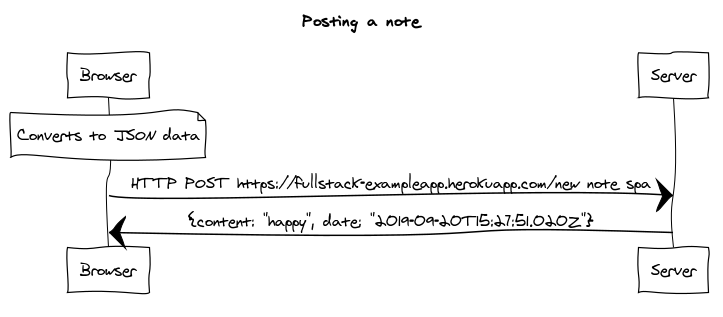 Posting a note
Browser
Server
Converts to JSON data
HTTP POST https://fullstack-exampleapp.herokuapp.com/new note spa
{content: "happy", date: "2019-09-20T15:27:51.020Z"}
Browser
Server